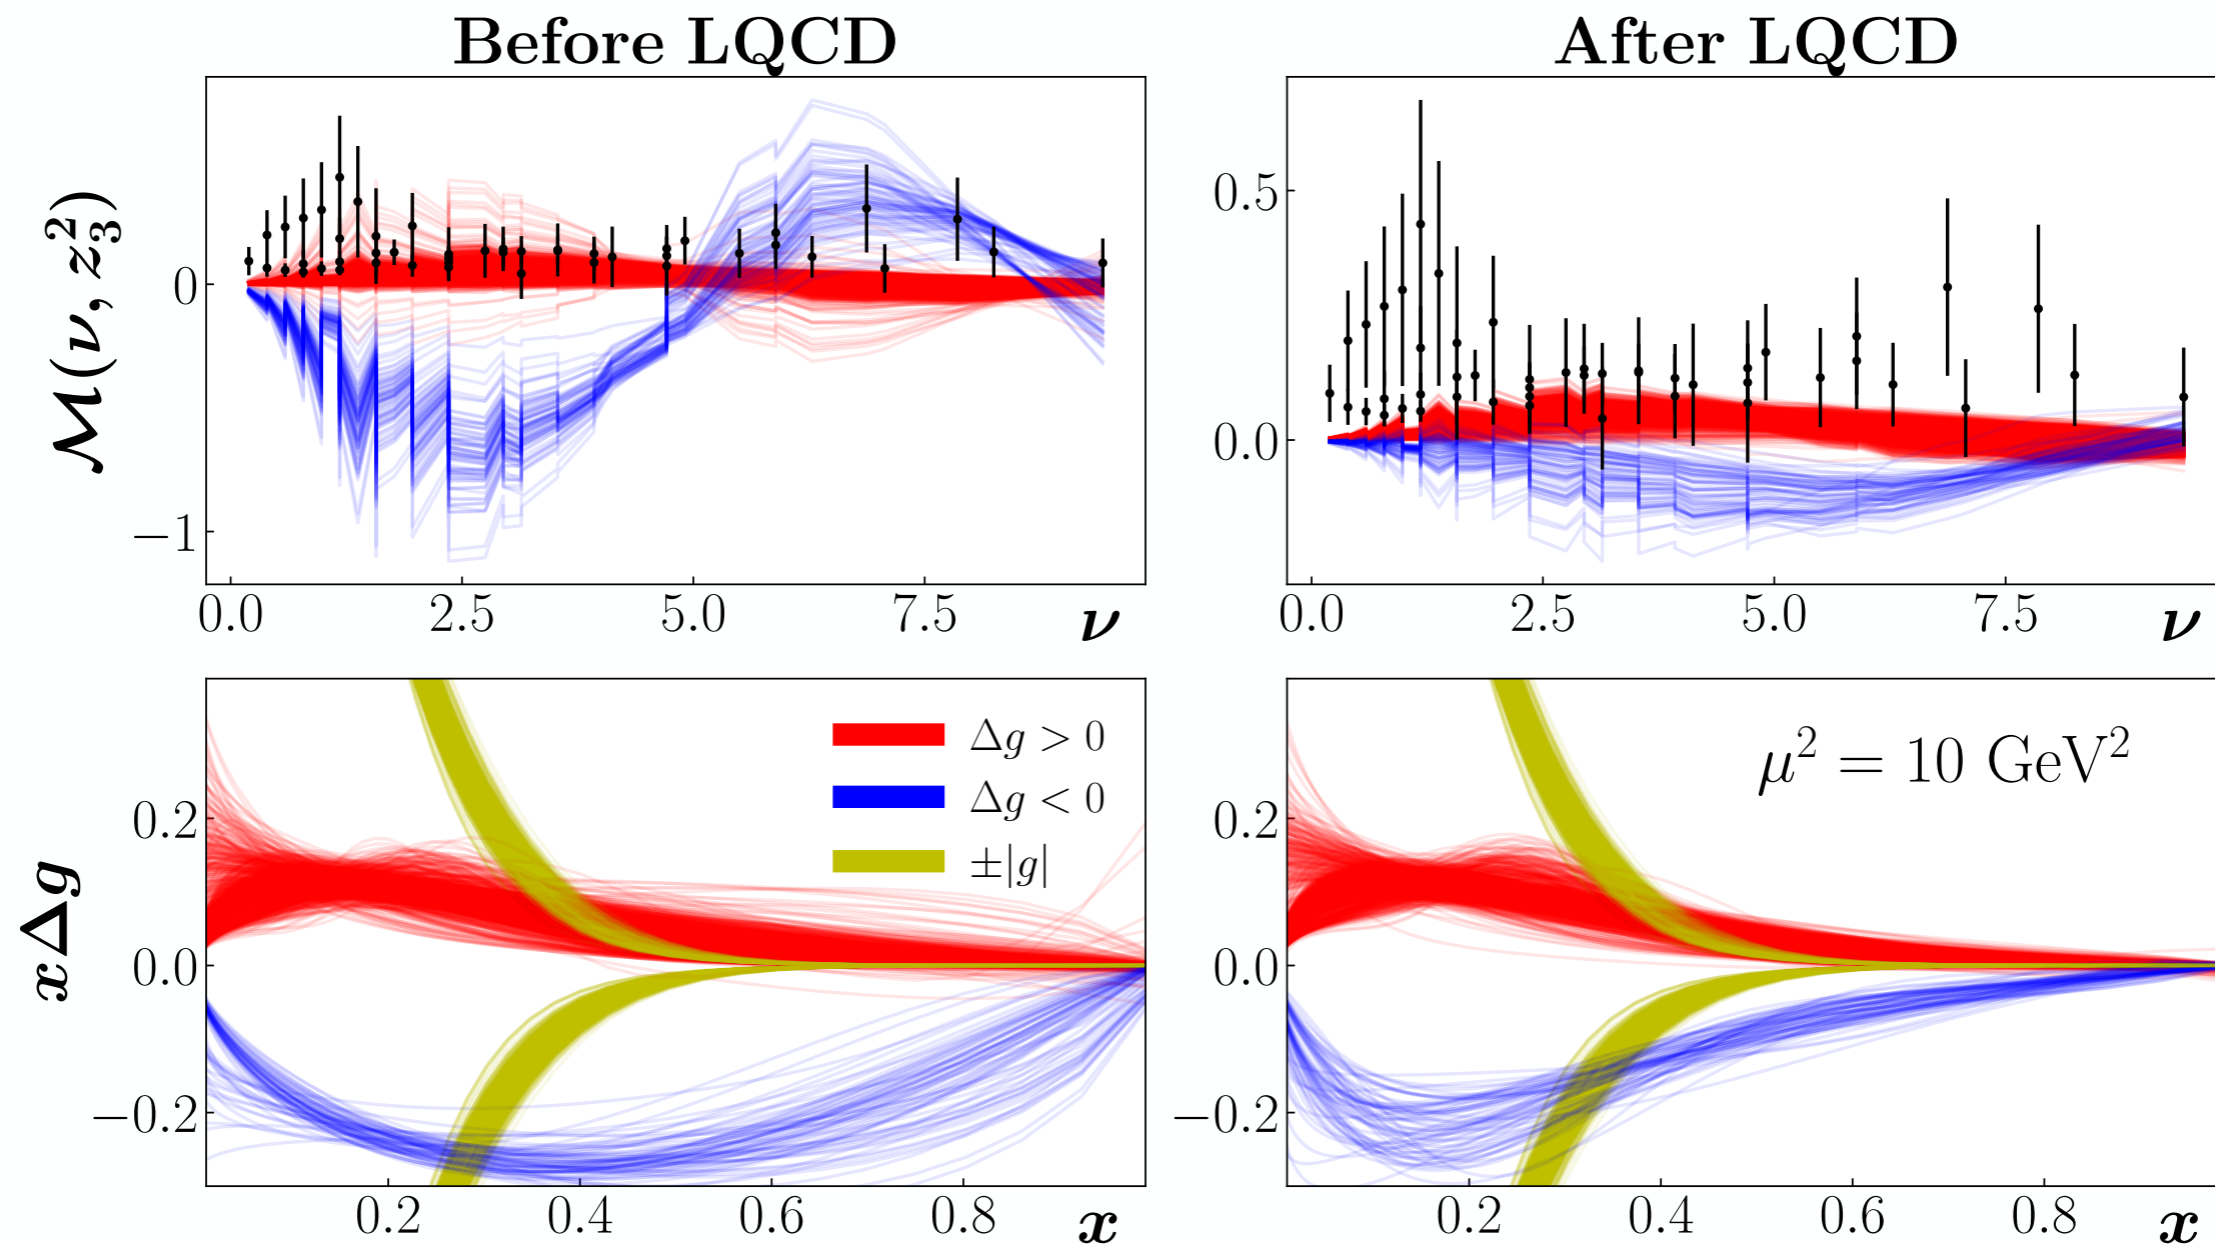 Before LQCD
After LQCD
ℳ(ν, z₃²)
0
−1
0.0 2.5 5.0 7.5 ν
0.5
0.0
0.0 2.5 5.0 7.5 ν
xΔg
0.2
0.0
−0.2
0.2 0.4 0.6 0.8 x
Δg > 0
Δg < 0
±|g|
0.2
0.0
−0.2
0.2 0.4 0.6 0.8 x
μ² = 10 GeV²